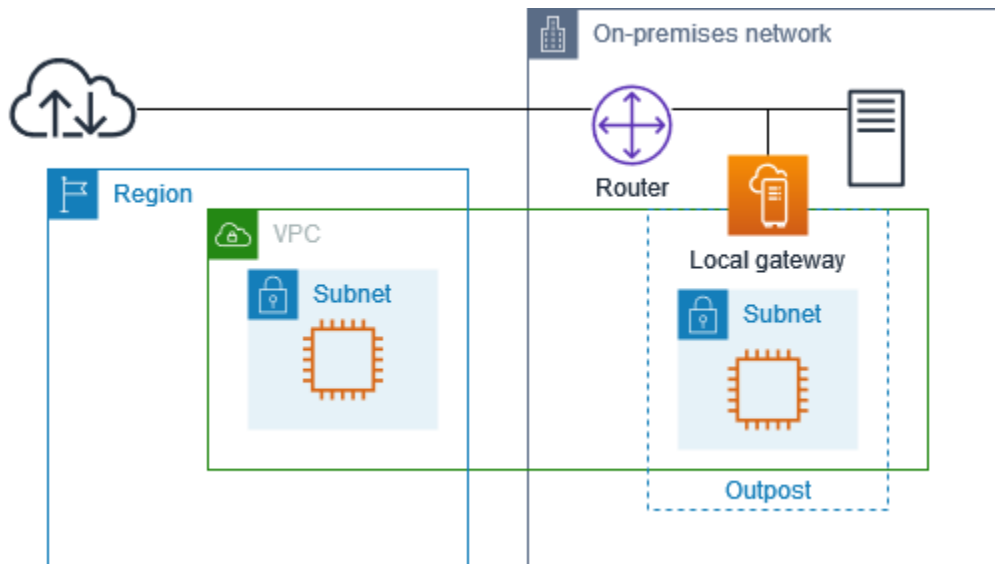 On-premises network
Router
Region
VPC
Local gateway
Subnet
Subnet
Outpost